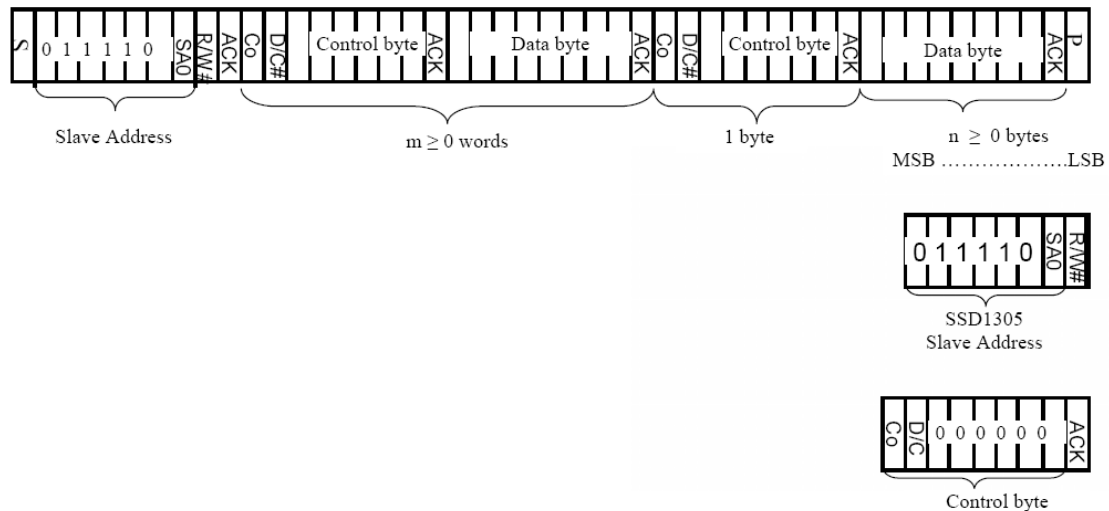 S 0 1 1 1 1 0 SA0 R/W# ACK Co D/C# Control byte ACK Data byte ACK Co D/C# Control byte ACK Data byte ACK P
Slave Address
m ≥ 0 words
1 byte
n ≥ 0 bytes
MSB ………………….LSB
0 1 1 1 1 0 SA0 R/W#
SSD1305
Slave Address
Co D/C 0 0 0 0 0 0 ACK
Control byte